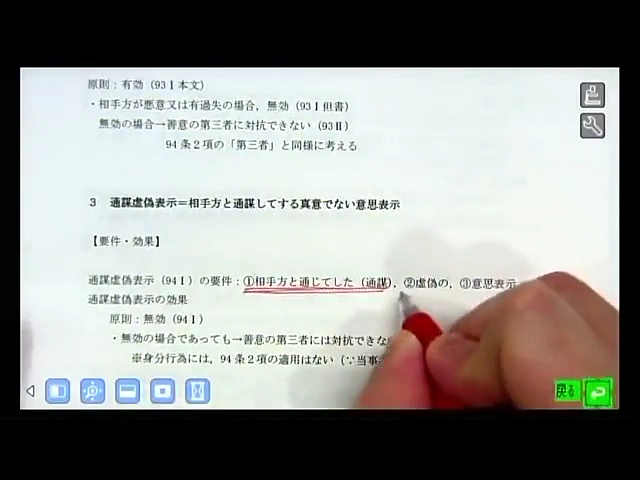 原則：有効（93Ⅰ本文）
・相手方が悪意又は有過失の場合，無効（93Ⅰ但書）
無効の場合→善意の第三者に対抗できない（93Ⅱ）
94条2項の「第三者」と同様に考える
3　通謀虚偽表示＝相手方と通謀してする真意でない意思表示
【要件・効果】
通謀虚偽表示（94Ⅰ）の要件：①相手方と通じてした（通謀），②虚偽の，③意思表示
通謀虚偽表示の効果
原則：無効（94Ⅰ）
・無効の場合であっても→善意の第三者には対抗できな
※身分行為には，94条2項の適用はない（∵当事
戻る